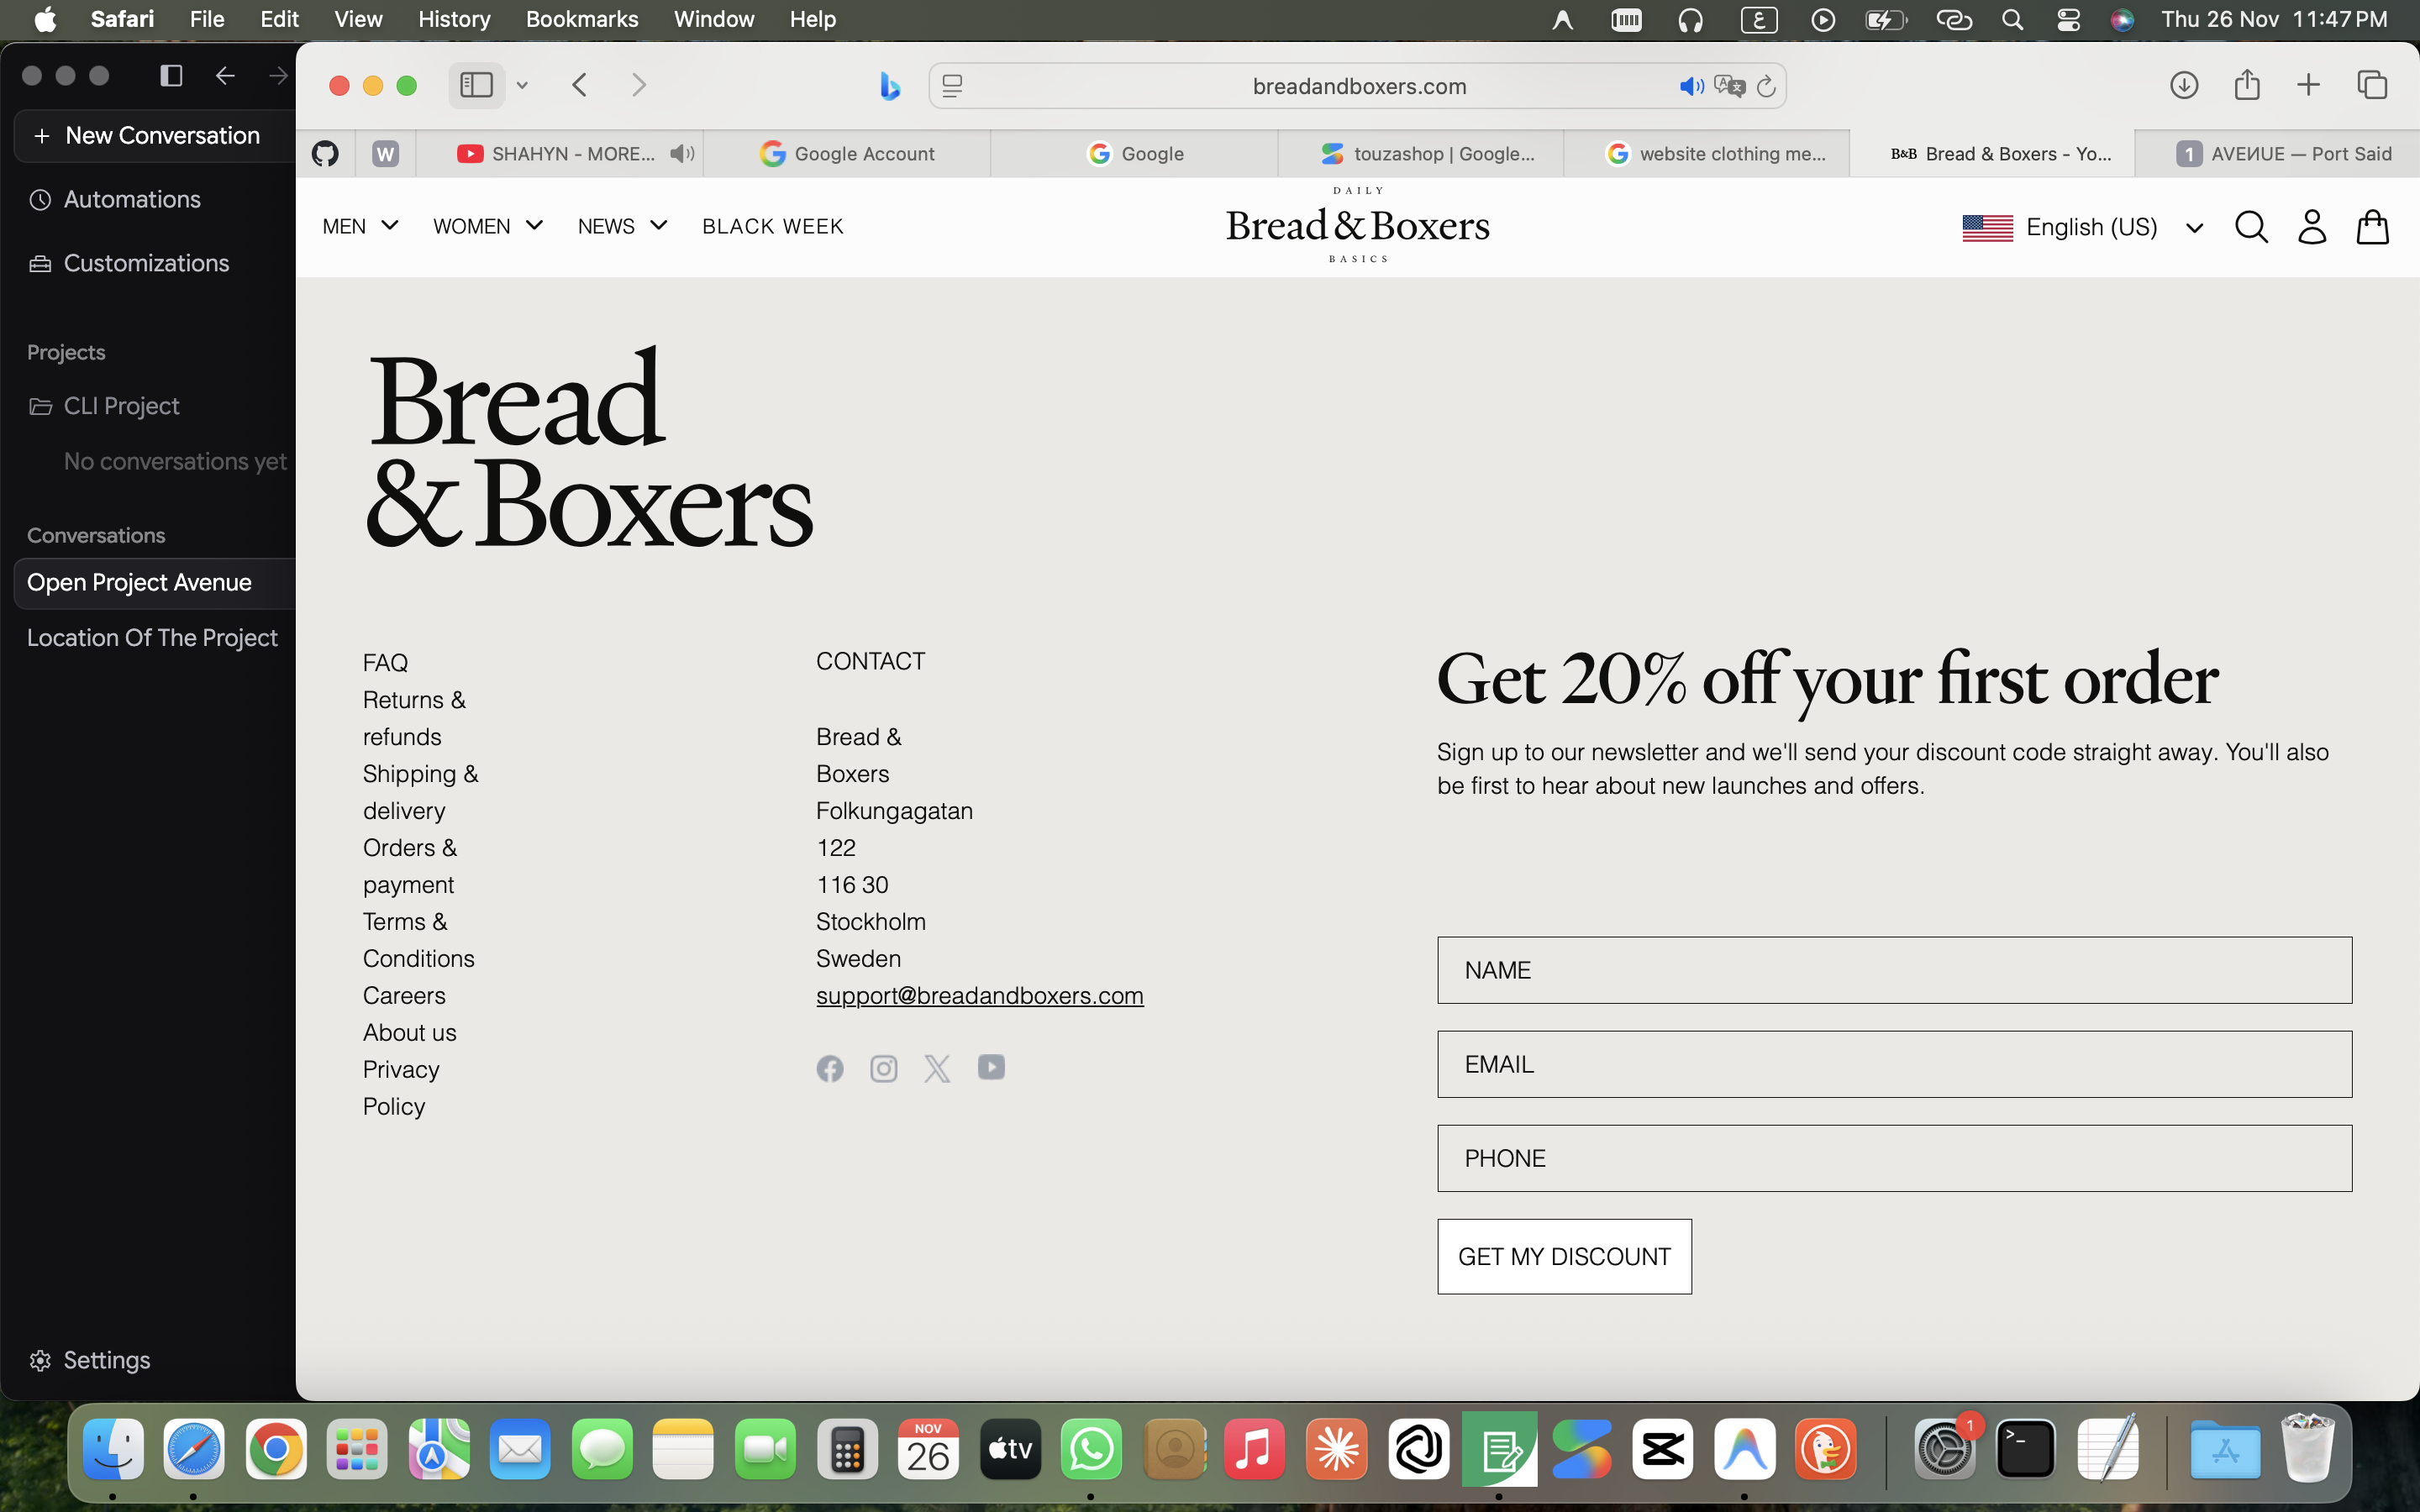 Safari File Edit View History Bookmarks Window Help
ع
Thu 26 Nov 11:47 PM
New Conversation
Automations
Customizations
Projects
CLI Project
No conversations yet
Conversations
Open Project Avenue
Location Of The Project
Settings
breadandboxers.com
W
SHAHYN - MORE...
Google Account
Google
touzashop | Google...
website clothing me...
B&B Bread & Boxers - Yo...
1 AVEИUE — Port Said
MEN WOMEN NEWS BLACK WEEK
DAILY
Bread & Boxers
BASICS
English (US)
Bread
& Boxers
FAQ
Returns &
refunds
Shipping &
delivery
Orders &
payment
Terms &
Conditions
Careers
About us
Privacy
Policy
CONTACT
Bread &
Boxers
Folkungagatan
122
116 30
Stockholm
Sweden
support@breadandboxers.com
Get 20% off your first order
Sign up to our newsletter and we'll send your discount code straight away. You'll also
be first to hear about new launches and offers.
NAME
EMAIL
PHONE
GET MY DISCOUNT
NOV
26
tv
1
>_